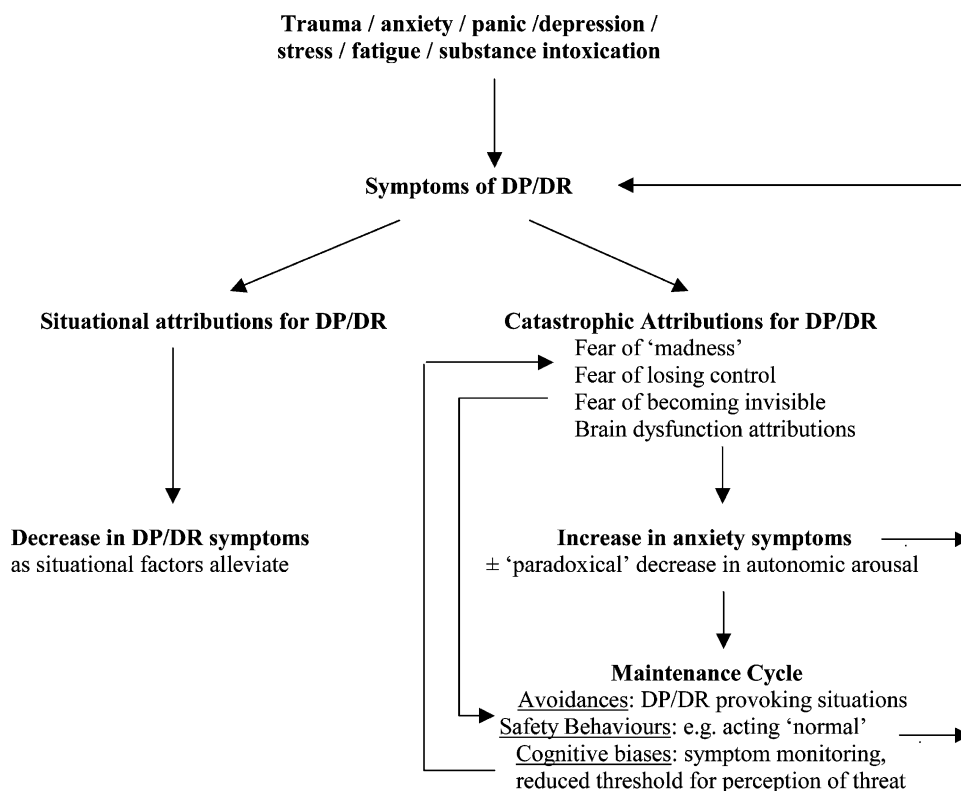 Trauma / anxiety / panic /depression /
stress / fatigue / substance intoxication
Symptoms of DP/DR
Situational attributions for DP/DR
Catastrophic Attributions for DP/DR
Fear of ‘madness’
Fear of losing control
Fear of becoming invisible
Brain dysfunction attributions
Decrease in DP/DR symptoms
as situational factors alleviate
Increase in anxiety symptoms
± ‘paradoxical’ decrease in autonomic arousal
Maintenance Cycle
Avoidances: DP/DR provoking situations
Safety Behaviours: e.g. acting ‘normal’
Cognitive biases: symptom monitoring,
reduced threshold for perception of threat